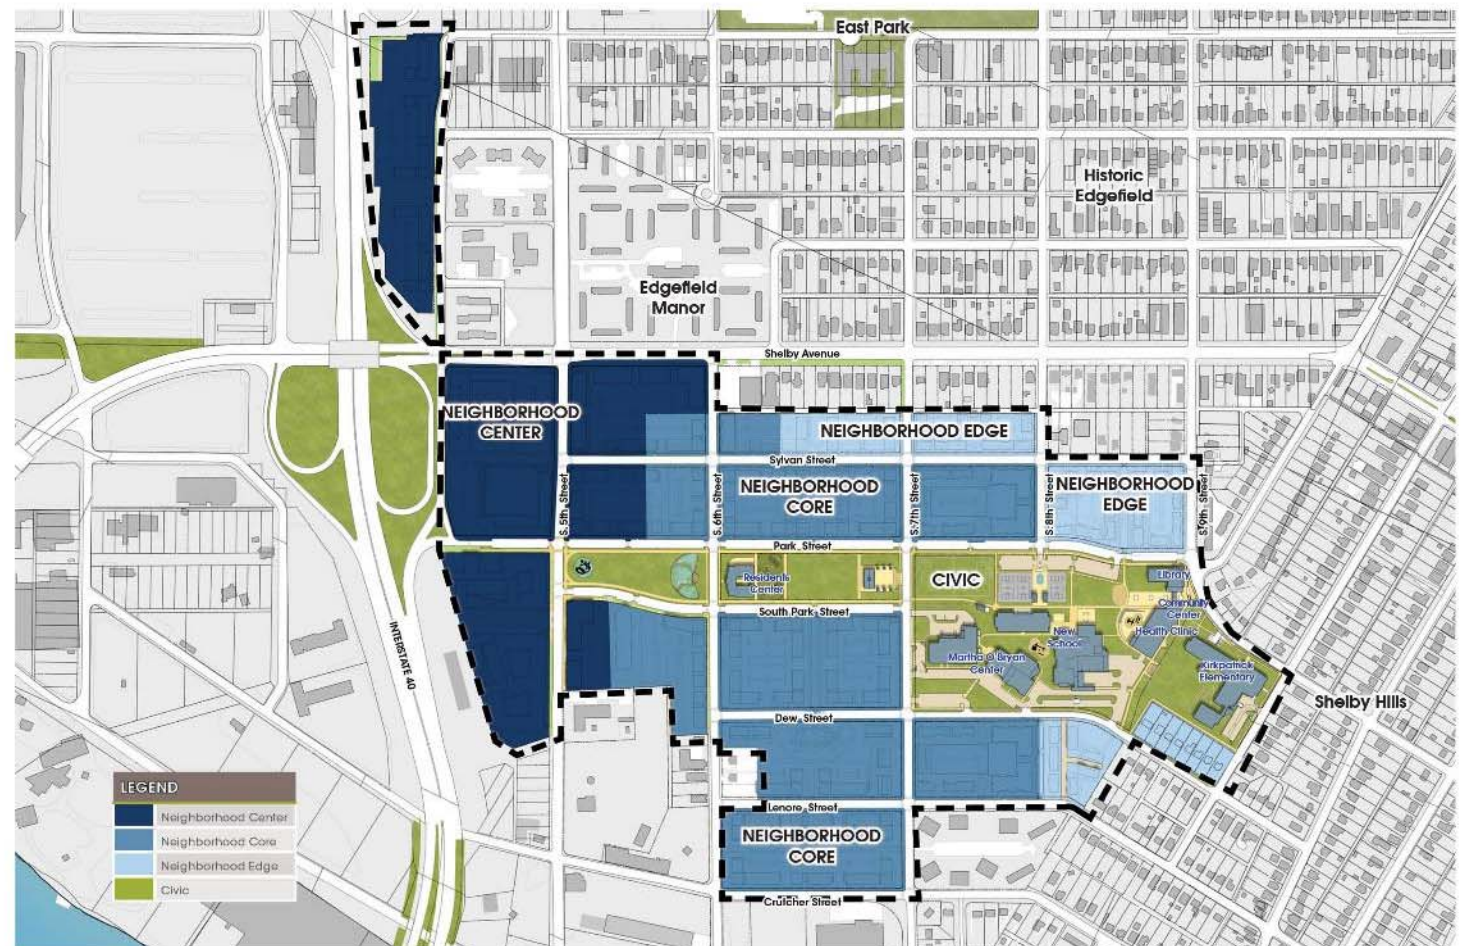 East Park
Historic
Edgefield
Edgefield
Manor
Shelby Avenue
NEIGHBORHOOD
CENTER
NEIGHBORHOOD EDGE
Sylvan Street
S. 5th Street
S. 6th Street
S. 7th Street
S. 8th Street
S. 9th Street
NEIGHBORHOOD
CORE
NEIGHBORHOOD
EDGE
Park Street
Residents
Center
CIVIC
Library
Community
Center
South Park Street
New
School
Health Clinic
Martha O'Bryan
Center
Kirkpatrick
Elementary
INTERSTATE 40
Shelby Hills
Dew Street
Lenore Street
NEIGHBORHOOD
CORE
Crutcher Street
LEGEND
Neighborhood Center
Neighborhood Core
Neighborhood Edge
Civic